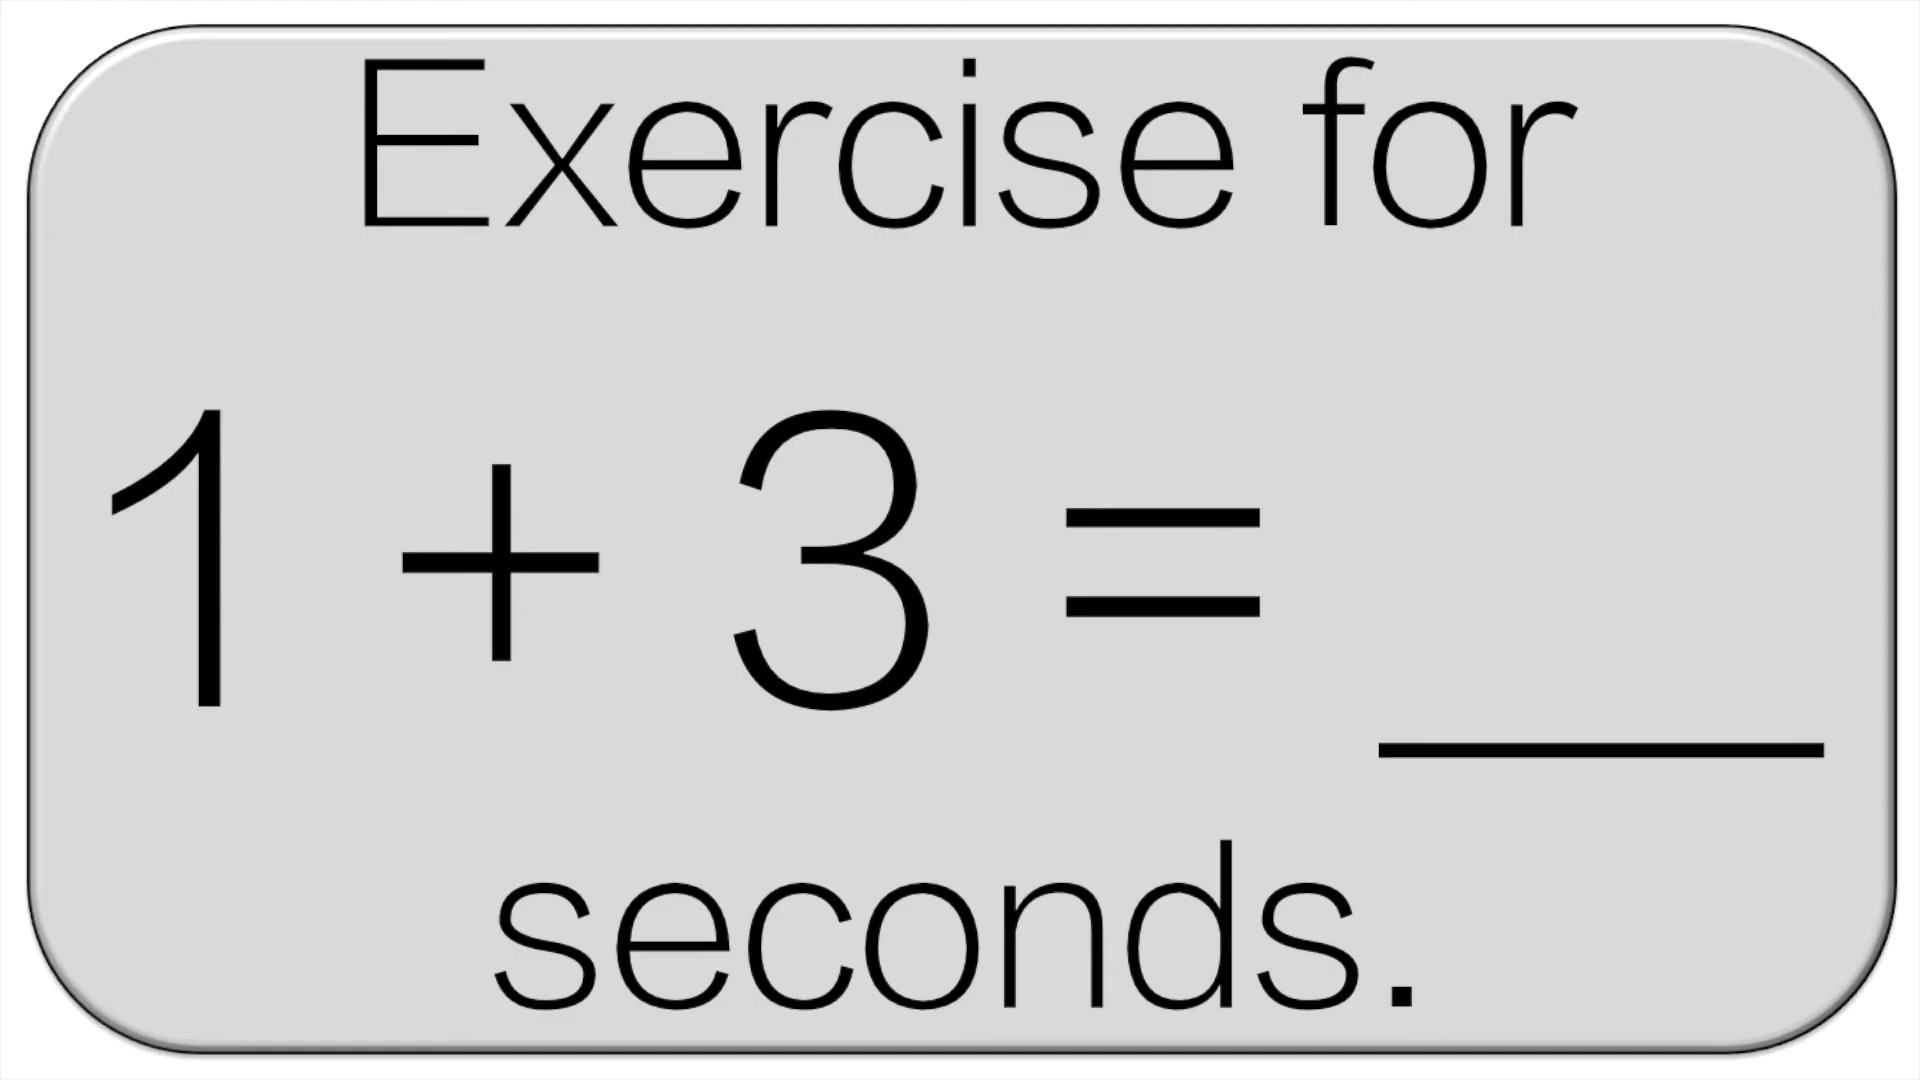 Exercise for
1 + 3 = ___
seconds.